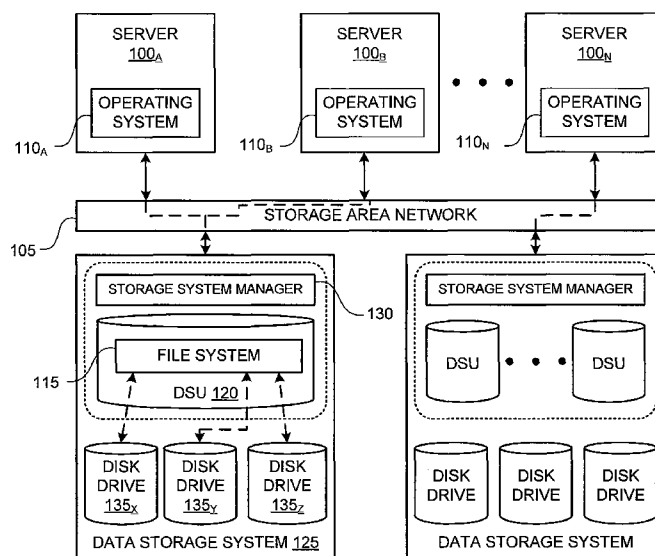 SERVER
100A
OPERATING
SYSTEM
110A
SERVER
100B
OPERATING
SYSTEM
110B
SERVER
100N
OPERATING
SYSTEM
110N
STORAGE AREA NETWORK
105
STORAGE SYSTEM MANAGER
130
FILE SYSTEM
115
DSU 120
DISK
DRIVE
135X
DISK
DRIVE
135Y
DISK
DRIVE
135Z
DATA STORAGE SYSTEM 125
STORAGE SYSTEM MANAGER
DSU
DSU
DISK
DRIVE
DISK
DRIVE
DISK
DRIVE
DATA STORAGE SYSTEM